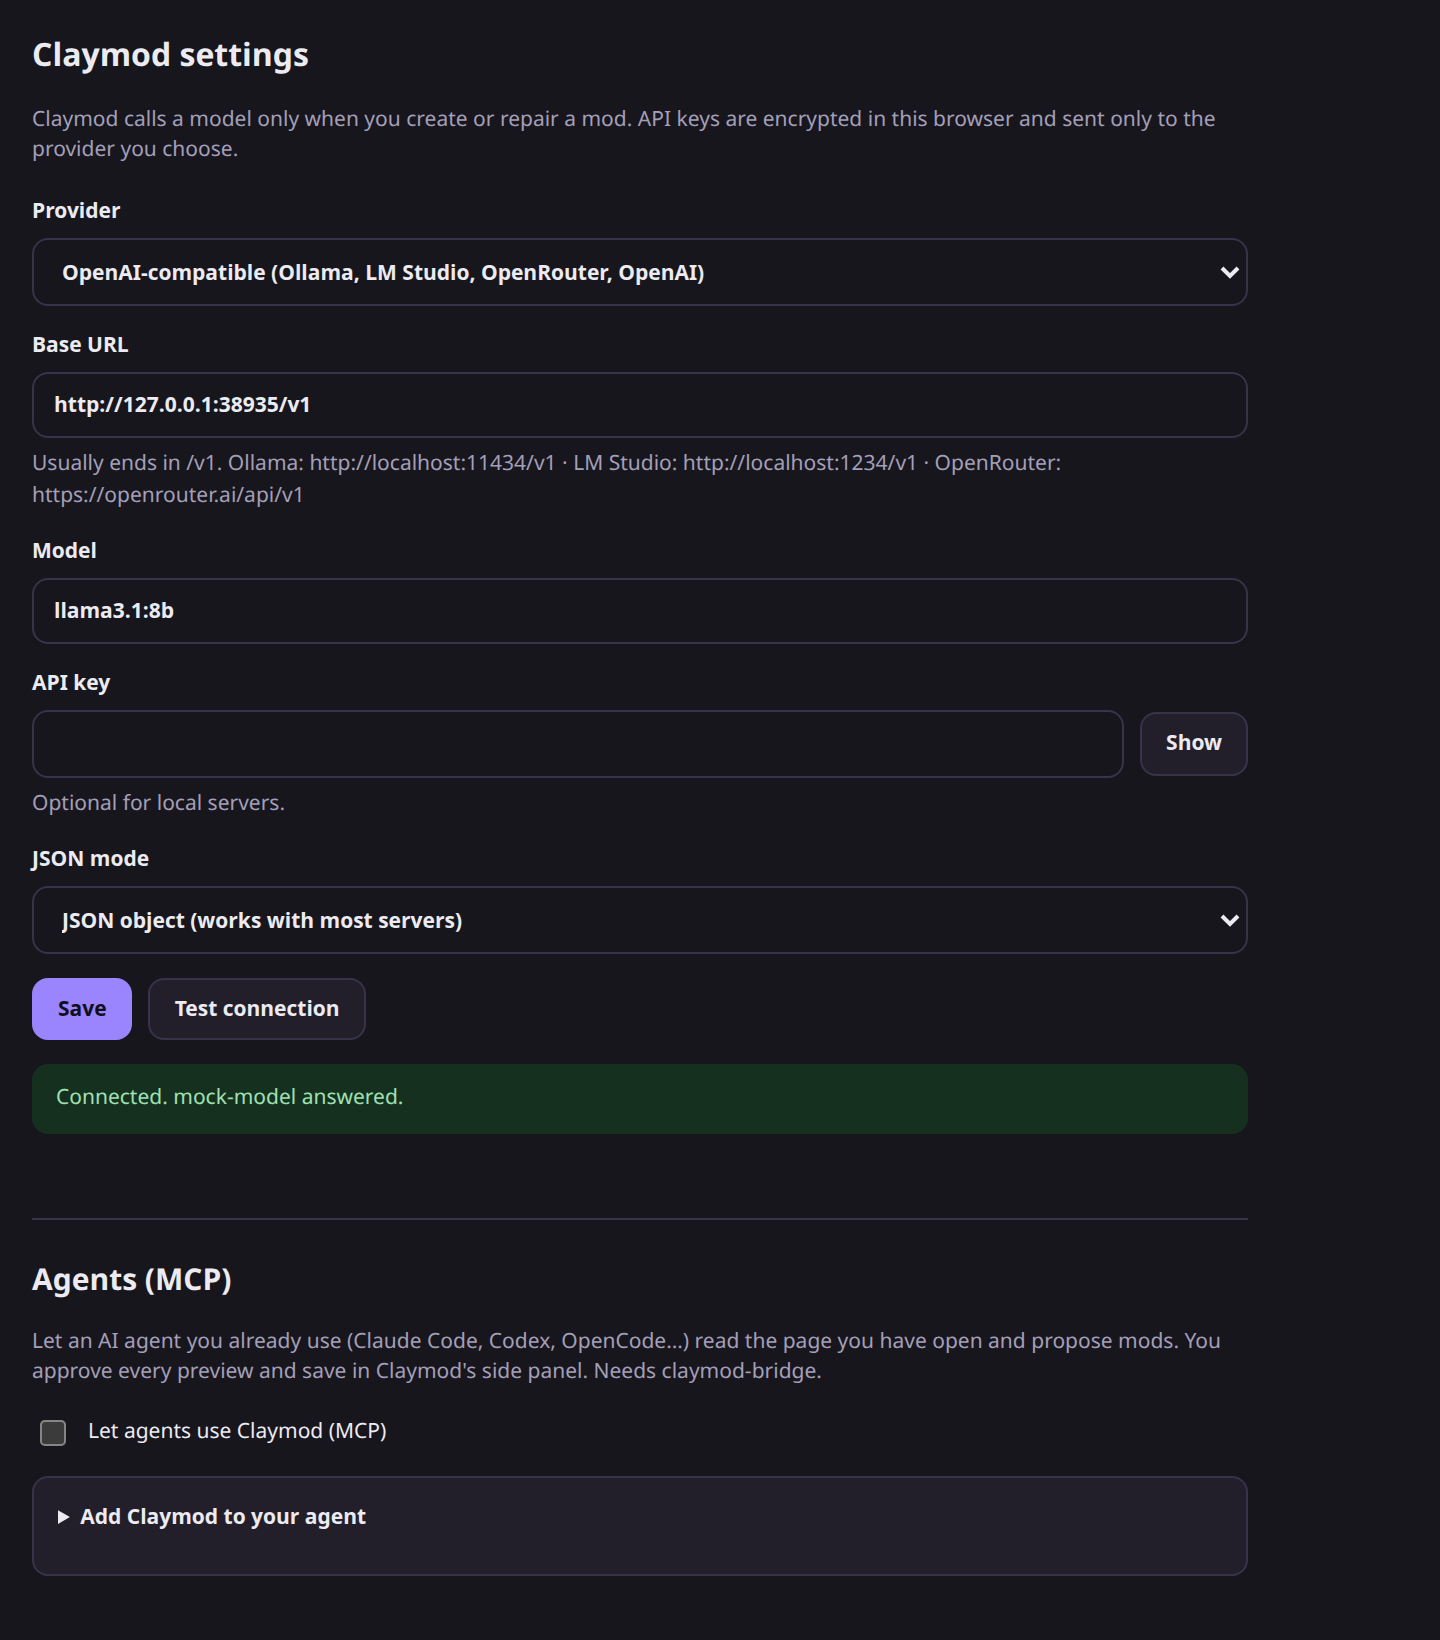 Claymod settings
Claymod calls a model only when you create or repair a mod. API keys are encrypted in this browser and sent only to the
provider you choose.
Provider
OpenAI-compatible (Ollama, LM Studio, OpenRouter, OpenAI)
Base URL
http://127.0.0.1:38935/v1
Usually ends in /v1. Ollama: http://localhost:11434/v1 · LM Studio: http://localhost:1234/v1 · OpenRouter:
https://openrouter.ai/api/v1
Model
llama3.1:8b
API key
Show
Optional for local servers.
JSON mode
JSON object (works with most servers)
Save
Test connection
Connected. mock-model answered.
Agents (MCP)
Let an AI agent you already use (Claude Code, Codex, OpenCode…) read the page you have open and propose mods. You
approve every preview and save in Claymod's side panel. Needs claymod-bridge.
Let agents use Claymod (MCP)
Add Claymod to your agent